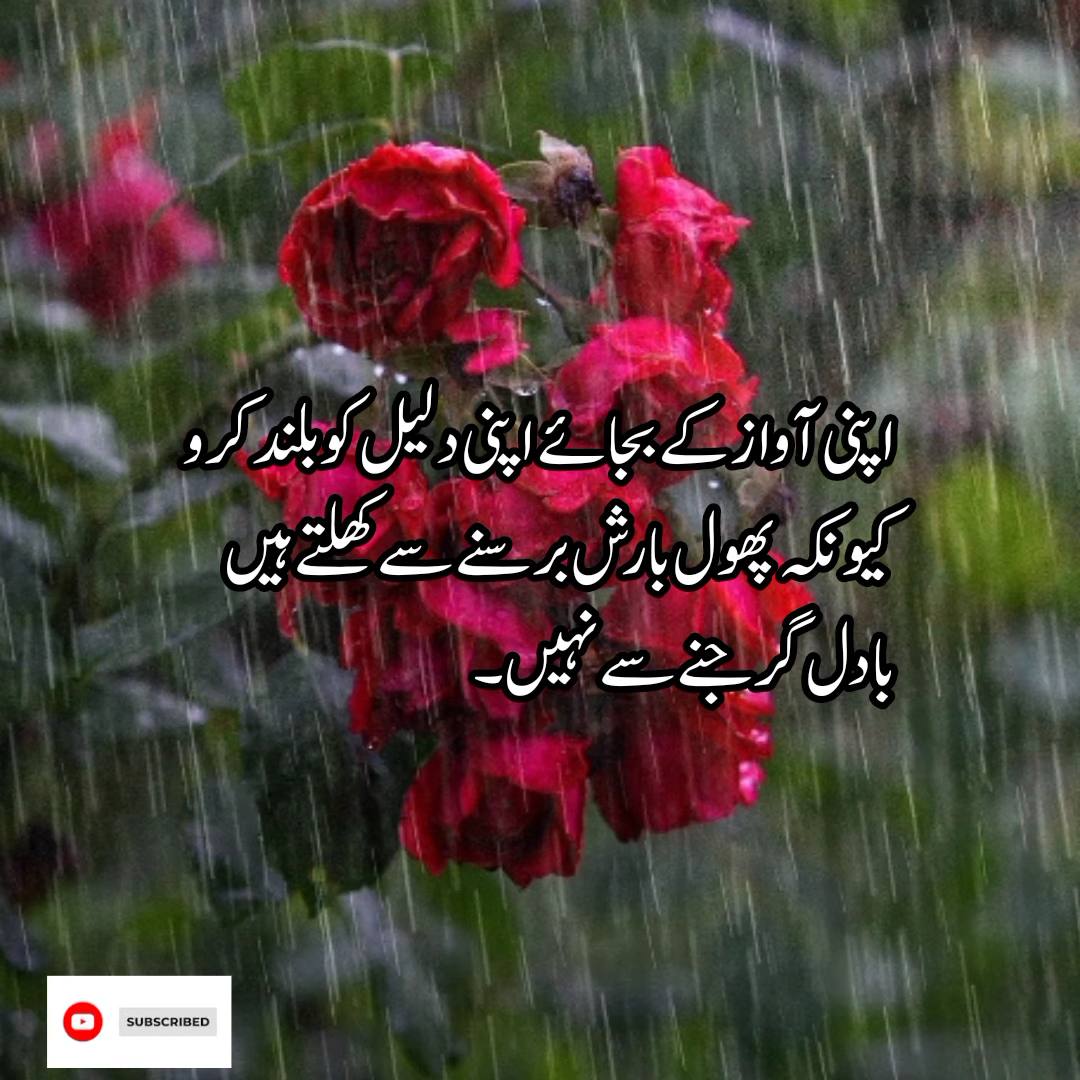 اپنی آواز کے بجائے اپنی دلیل کو بلند کرو
کیونکہ پھول بارش برسنے سے کھلتے ہیں
بادل گرجنے سے نہیں۔
SUBSCRIBED